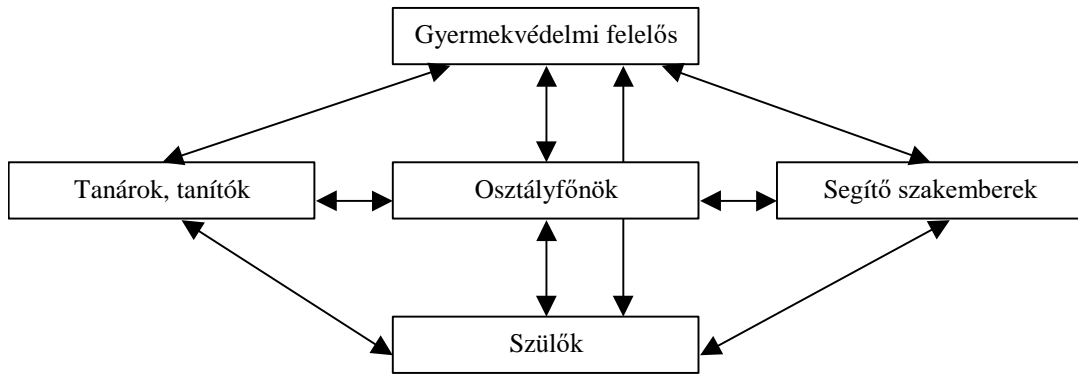 Gyermekvédelmi felelős
Tanárok, tanítók
Osztályfőnök
Segítő szakemberek
Szülők